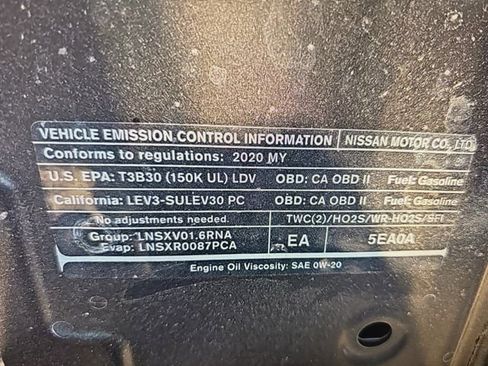 VEHICLE EMISSION CONTROL INFORMATION NISSAN MOTOR CO., LTD.
Conforms to regulations: 2020 MY
U.S. EPA: T3B30 (150K UL) LDV OBD: CA OBD II Fuel: Gasoline
California: LEV3-SULEV30 PC OBD: CA OBD II Fuel: Gasoline
No adjustments needed. TWC(2)/HO2S/WR-HO2S/SFI
Group: LNSXV01.6RNA
Evap: LNSXR0087PCA
EA 5EA0A
Engine Oil Viscosity: SAE 0W-20